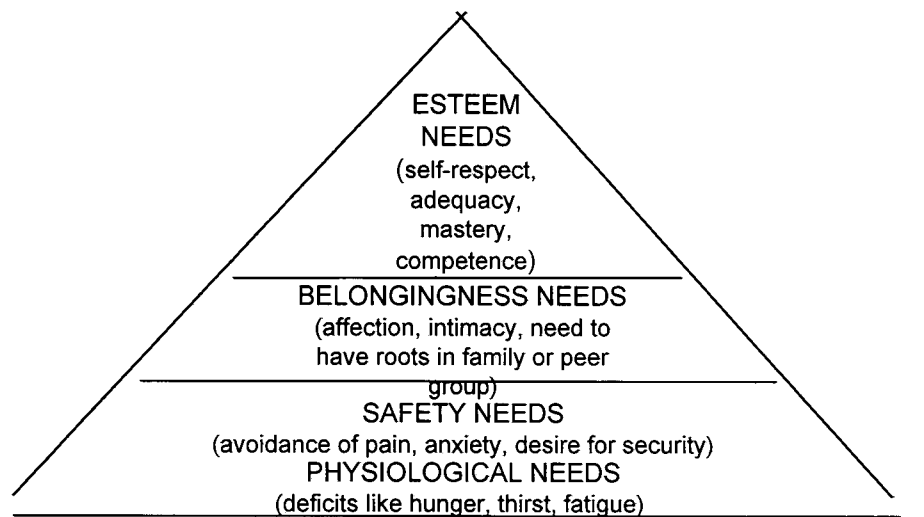 ESTEEM
NEEDS
(self-respect,
adequacy,
mastery,
competence)
BELONGINGNESS NEEDS
(affection, intimacy, need to
have roots in family or peer
group)
SAFETY NEEDS
(avoidance of pain, anxiety, desire for security)
PHYSIOLOGICAL NEEDS
(deficits like hunger, thirst, fatigue)